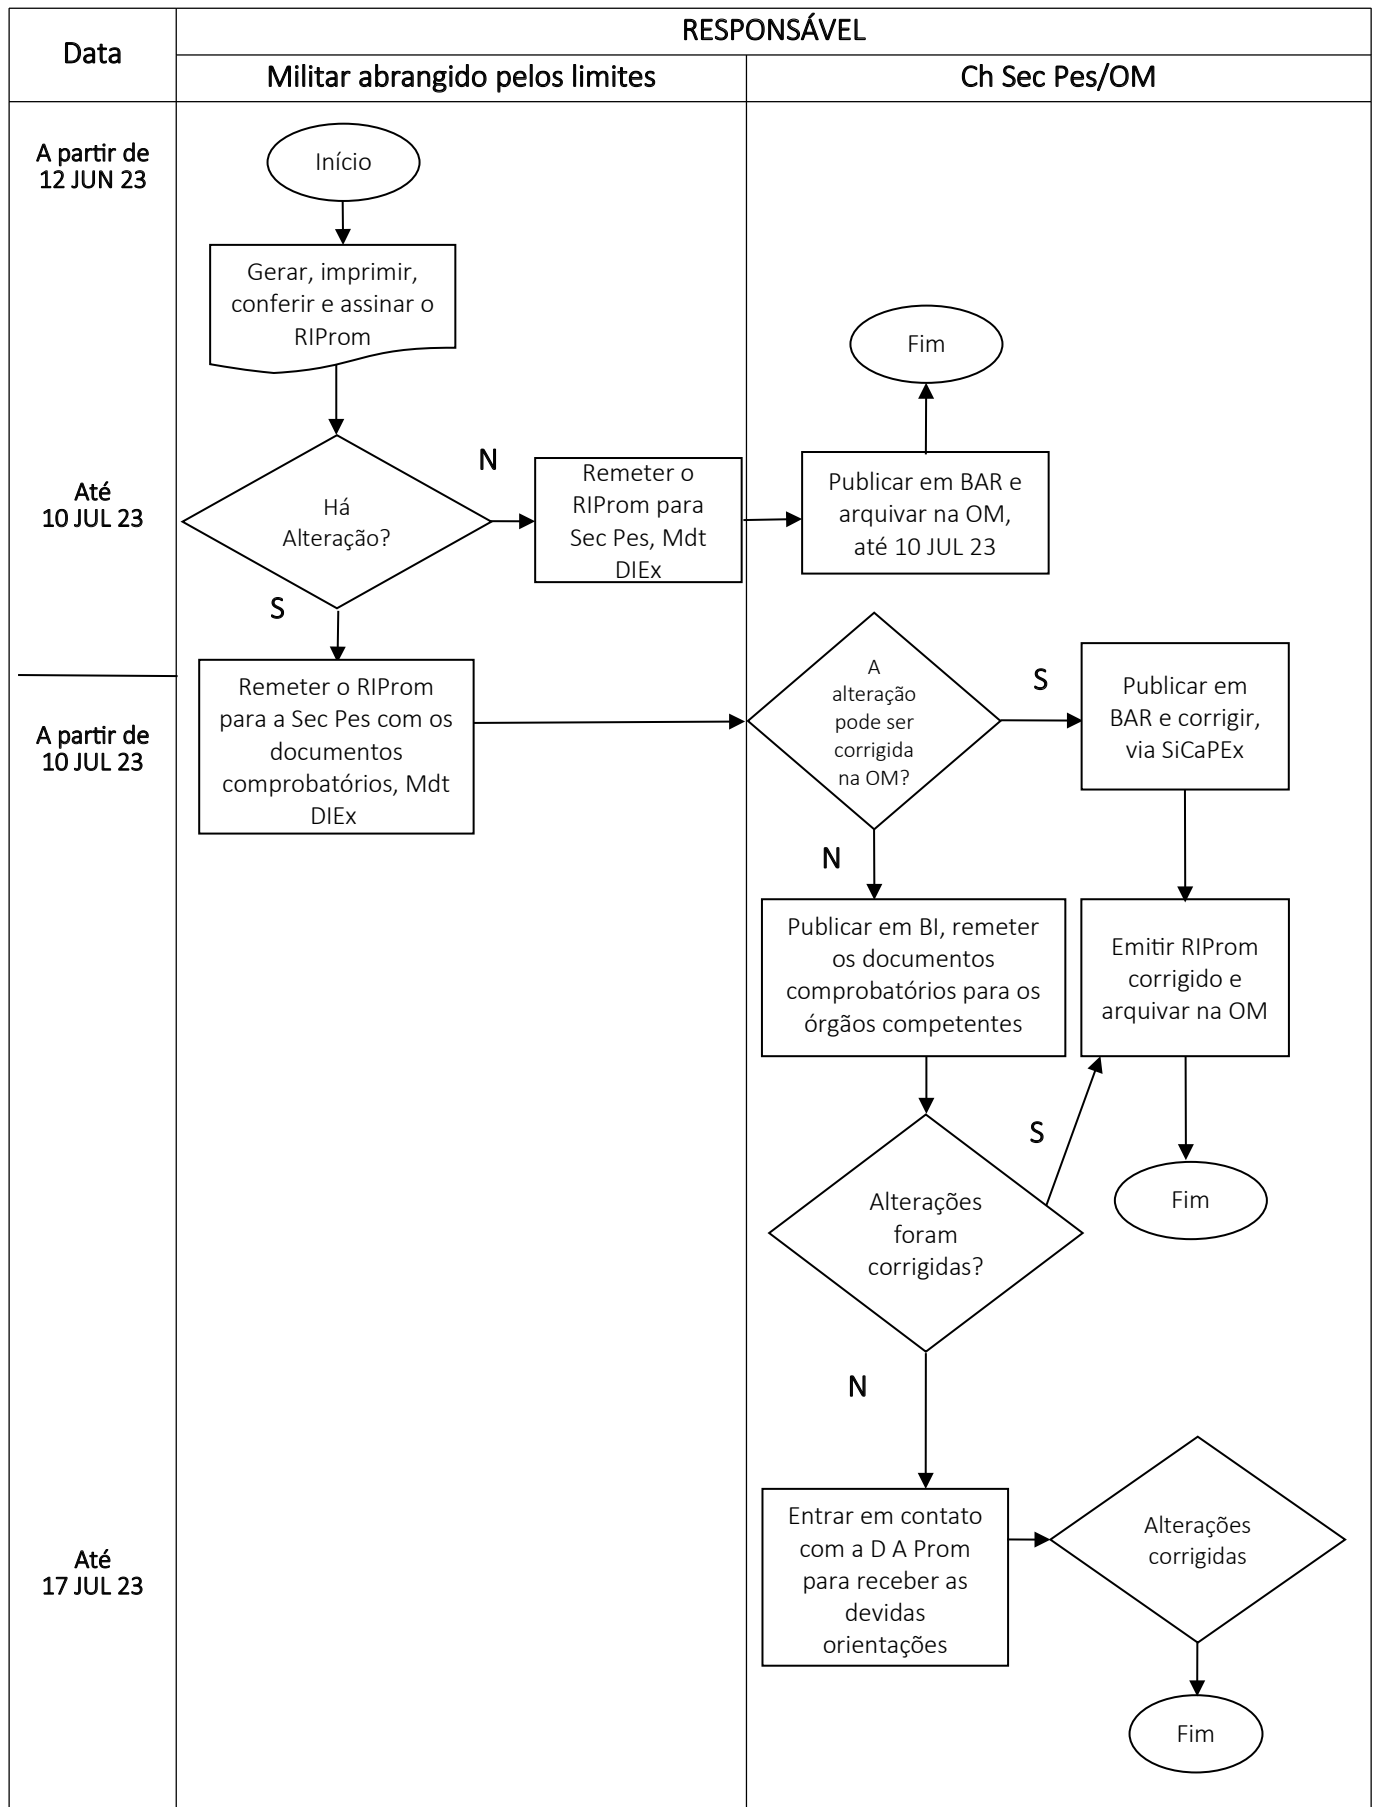 Data
RESPONSÁVEL
Militar abrangido pelos limites
Ch Sec Pes/OM
A partir de
12 JUN 23
Início
Gerar, imprimir,
conferir e assinar o
RIProm
Fim
Até
10 JUL 23
Há
Alteração?
N
Remeter o
RIProm para
Sec Pes, Mdt
DIEx
Publicar em BAR e
arquivar na OM,
até 10 JUL 23
S
A partir de
10 JUL 23
Remeter o RIProm
para a Sec Pes com os
documentos
comprobatórios, Mdt
DIEx
A
alteração
pode ser
corrigida
na OM?
S
Publicar em
BAR e corrigir,
via SiCaPEx
N
Publicar em BI, remeter
os documentos
comprobatórios para os
órgãos competentes
Emitir RIProm
corrigido e
arquivar na OM
S
Alterações
foram
corrigidas?
Fim
N
Até
17 JUL 23
Entrar em contato
com a D A Prom
para receber as
devidas
orientações
Alterações
corrigidas
Fim